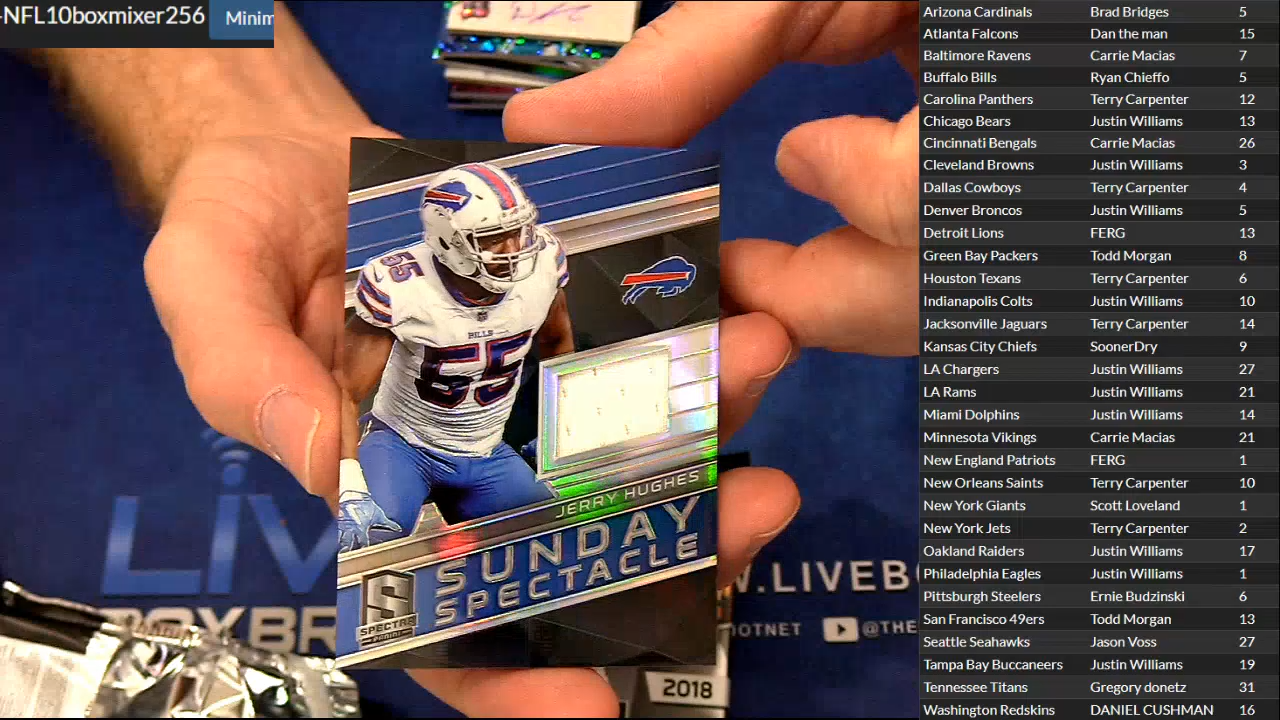 -NFL10boxmixer256
Minim
55
BILLS
55
JERRY HUGHES
SUNDAY
SPECTACLE
S
SPECTRA
PANINI
LIV
BOXBR
W.LIVEB
OTNET
@THE
2018
Arizona Cardinals Brad Bridges 5
Atlanta Falcons Dan the man 15
Baltimore Ravens Carrie Macias 7
Buffalo Bills Ryan Chieffo 5
Carolina Panthers Terry Carpenter 12
Chicago Bears Justin Williams 13
Cincinnati Bengals Carrie Macias 26
Cleveland Browns Justin Williams 3
Dallas Cowboys Terry Carpenter 4
Denver Broncos Justin Williams 5
Detroit Lions FERG 13
Green Bay Packers Todd Morgan 8
Houston Texans Terry Carpenter 6
Indianapolis Colts Justin Williams 10
Jacksonville Jaguars Terry Carpenter 14
Kansas City Chiefs SoonerDry 9
LA Chargers Justin Williams 27
LA Rams Justin Williams 21
Miami Dolphins Justin Williams 14
Minnesota Vikings Carrie Macias 21
New England Patriots FERG 1
New Orleans Saints Terry Carpenter 10
New York Giants Scott Loveland 1
New York Jets Terry Carpenter 2
Oakland Raiders Justin Williams 17
Philadelphia Eagles Justin Williams 1
Pittsburgh Steelers Ernie Budzinski 6
San Francisco 49ers Todd Morgan 13
Seattle Seahawks Jason Voss 27
Tampa Bay Buccaneers Justin Williams 19
Tennessee Titans Gregory donetz 31
Washington Redskins DANIEL CUSHMAN 16